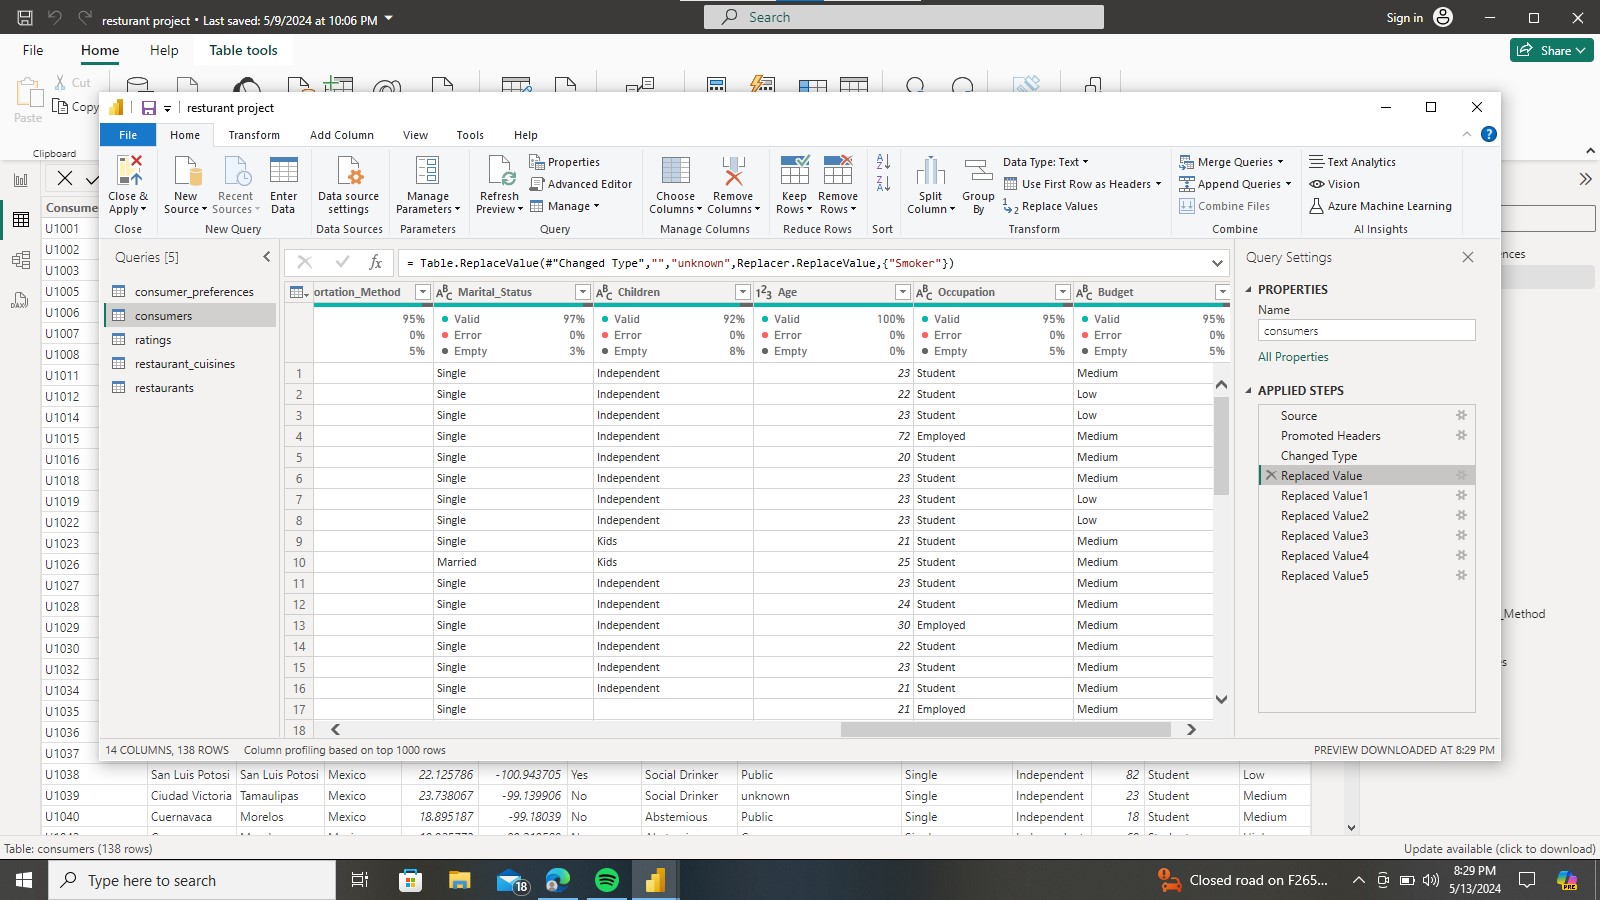 resturant project • Last saved: 5/9/2024 at 10:06 PM
Search
Sign in
File
Home
Help
Table tools
Share
Paste
Cut
Copy
Clipboard
resturant project
File
Home
Transform
Add Column
View
Tools
Help
Close & Apply
Close
New Source
Recent Sources
Enter Data
New Query
Data source settings
Data Sources
Manage Parameters
Parameters
Refresh Preview
Properties
Advanced Editor
Manage
Query
Choose Columns
Remove Columns
Manage Columns
Keep Rows
Remove Rows
Reduce Rows
Sort
Split Column
Group By
Data Type: Text
Use First Row as Headers
Replace Values
Transform
Merge Queries
Append Queries
Combine Files
Combine
Text Analytics
Vision
Azure Machine Learning
AI Insights
Queries [5]
consumer_preferences
consumers
ratings
restaurant_cuisines
restaurants
= Table.ReplaceValue(#"Changed Type","","unknown",Replacer.ReplaceValue,{"Smoker"})
ortation_Method Marital_Status Children Age Occupation Budget
95% Valid 97% Valid 92% Valid 100% Valid 95% Valid 95%
0% Error 0% Error 0% Error 0% Error 0% Error 0%
5% Empty 3% Empty 8% Empty 0% Empty 5% Empty 5%
1 Single Independent 23 Student Medium
2 Single Independent 22 Student Low
3 Single Independent 23 Student Low
4 Single Independent 72 Employed Medium
5 Single Independent 20 Student Medium
6 Single Independent 23 Student Medium
7 Single Independent 23 Student Low
8 Single Independent 23 Student Low
9 Single Kids 21 Student Medium
10 Married Kids 25 Student Medium
11 Single Independent 23 Student Medium
12 Single Independent 24 Student Medium
13 Single Independent 30 Employed Medium
14 Single Independent 22 Student Medium
15 Single Independent 23 Student Medium
16 Single Independent 21 Student Medium
17 Single 21 Employed Medium
18
14 COLUMNS, 138 ROWS Column profiling based on top 1000 rows
PREVIEW DOWNLOADED AT 8:29 PM
Query Settings
PROPERTIES
Name
consumers
All Properties
APPLIED STEPS
Source
Promoted Headers
Changed Type
Replaced Value
Replaced Value1
Replaced Value2
Replaced Value3
Replaced Value4
Replaced Value5
Consume
U1001
U1002
U1003
U1005
U1006
U1007
U1008
U1011
U1012
U1014
U1015
U1016
U1018
U1019
U1022
U1023
U1026
U1027
U1028
U1029
U1030
U1032
U1034
U1035
U1036
U1037
U1038 San Luis Potosi San Luis Potosi Mexico 22.125786 -100.943705 Yes Social Drinker Public Single Independent 82 Student Low
U1039 Ciudad Victoria Tamaulipas Mexico 23.738067 -99.139906 No Social Drinker unknown Single Independent 23 Student Medium
U1040 Cuernavaca Morelos Mexico 18.895187 -99.18039 No Abstemious Public Single Independent 18 Student Medium
nces
_Method
s
Table: consumers (138 rows)
Update available (click to download)
Type here to search
18
Closed road on F265...
8:29 PM
5/13/2024
PRE